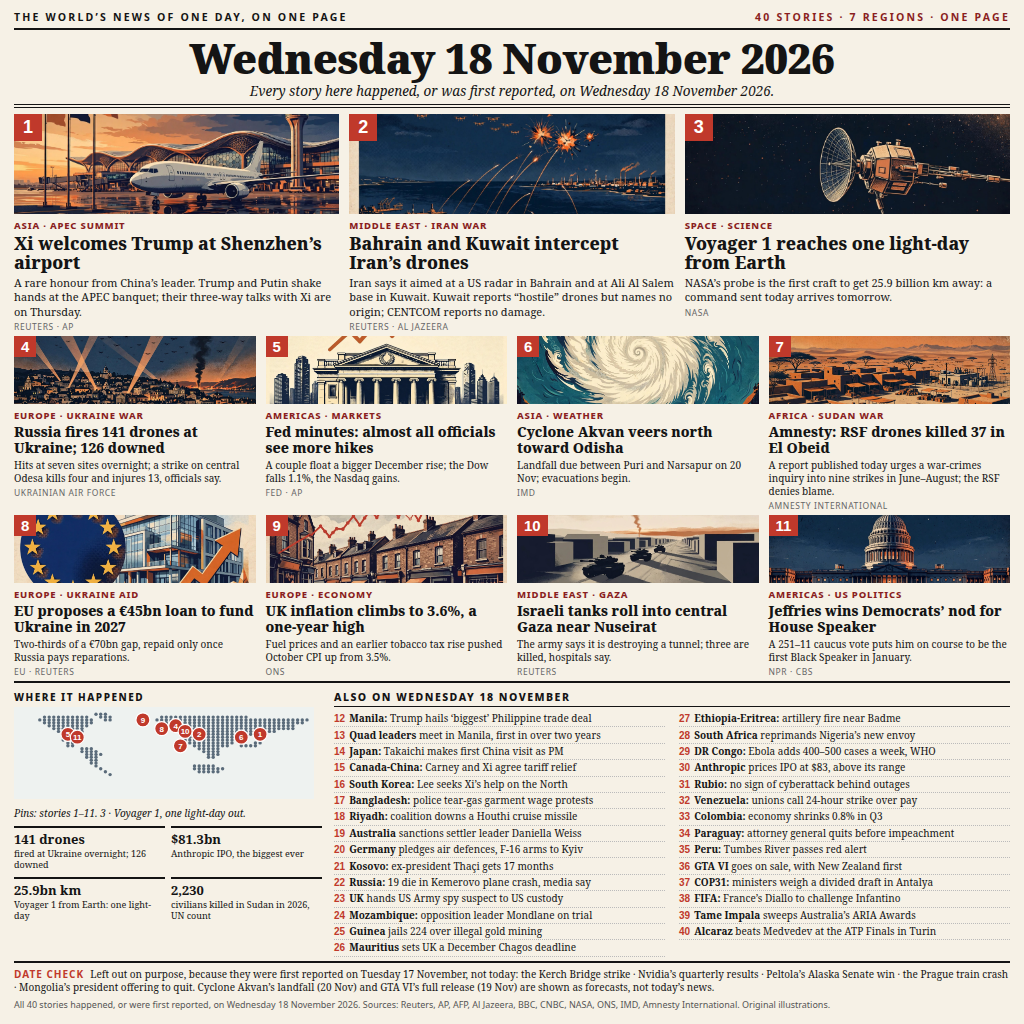 THE WORLD'S NEWS OF ONE DAY, ON ONE PAGE
40 STORIES · 7 REGIONS · ONE PAGE
Wednesday 18 November 2026
Every story here happened, or was first reported, on Wednesday 18 November 2026.
1
ASIA · APEC SUMMIT
Xi welcomes Trump at Shenzhen's
airport
A rare honour from China's leader. Trump and Putin shake
hands at the APEC banquet; their three-way talks with Xi are
on Thursday.
REUTERS · AP
2
MIDDLE EAST · IRAN WAR
Bahrain and Kuwait intercept
Iran's drones
Iran says it aimed at a US radar in Bahrain and at Ali Al Salem
base in Kuwait. Kuwait reports “hostile” drones but names no
origin; CENTCOM reports no damage.
REUTERS · AL JAZEERA
3
SPACE · SCIENCE
Voyager 1 reaches one light-day
from Earth
NASA's probe is the first craft to get 25.9 billion km away: a
command sent today arrives tomorrow.
NASA
4
EUROPE · UKRAINE WAR
Russia fires 141 drones at
Ukraine; 126 downed
Hits at seven sites overnight; a strike on central
Odesa kills four and injures 13, officials say.
UKRAINIAN AIR FORCE
5
AMERICAS · MARKETS
Fed minutes: almost all officials
see more hikes
A couple float a bigger December rise; the Dow
falls 1.1%, the Nasdaq gains.
FED · AP
6
ASIA · WEATHER
Cyclone Akvan veers north
toward Odisha
Landfall due between Puri and Narsapur on 20
Nov; evacuations begin.
IMD
7
AFRICA · SUDAN WAR
Amnesty: RSF drones killed 37 in
El Obeid
A report published today urges a war-crimes
inquiry into nine strikes in June–August; the RSF
denies blame.
AMNESTY INTERNATIONAL
8
EUROPE · UKRAINE AID
EU proposes a €45bn loan to fund
Ukraine in 2027
Two-thirds of a €70bn gap, repaid only once
Russia pays reparations.
EU · REUTERS
9
EUROPE · ECONOMY
UK inflation climbs to 3.6%, a
one-year high
Fuel prices and an earlier tobacco tax rise pushed
October CPI up from 3.5%.
ONS
10
MIDDLE EAST · GAZA
Israeli tanks roll into central
Gaza near Nuseirat
The army says it is destroying a tunnel; three are
killed, hospitals say.
REUTERS
11
AMERICAS · US POLITICS
Jeffries wins Democrats' nod for
House Speaker
A 251–11 caucus vote puts him on course to be the
first Black Speaker in January.
NPR · CBS
WHERE IT HAPPENED
9
8
4
10
2
5
11
7
6
1
Pins: stories 1–11. 3 · Voyager 1, one light-day out.
141 drones
fired at Ukraine overnight; 126
downed
$81.3bn
Anthropic IPO, the biggest ever
25.9bn km
Voyager 1 from Earth: one light-
day
2,230
civilians killed in Sudan in 2026,
UN count
ALSO ON WEDNESDAY 18 NOVEMBER
12 Manila: Trump hails ‘biggest’ Philippine trade deal
13 Quad leaders meet in Manila, first in over two years
14 Japan: Takaichi makes first China visit as PM
15 Canada-China: Carney and Xi agree tariff relief
16 South Korea: Lee seeks Xi's help on the North
17 Bangladesh: police tear-gas garment wage protests
18 Riyadh: coalition downs a Houthi cruise missile
19 Australia sanctions settler leader Daniella Weiss
20 Germany pledges air defences, F-16 arms to Kyiv
21 Kosovo: ex-president Thaçi gets 17 months
22 Russia: 19 die in Kemerovo plane crash, media say
23 UK hands US Army spy suspect to US custody
24 Mozambique: opposition leader Mondlane on trial
25 Guinea jails 224 over illegal gold mining
26 Mauritius sets UK a December Chagos deadline
27 Ethiopia-Eritrea: artillery fire near Badme
28 South Africa reprimands Nigeria's new envoy
29 DR Congo: Ebola adds 400–500 cases a week, WHO
30 Anthropic prices IPO at $83, above its range
31 Rubio: no sign of cyberattack behind outages
32 Venezuela: unions call 24-hour strike over pay
33 Colombia: economy shrinks 0.8% in Q3
34 Paraguay: attorney general quits before impeachment
35 Peru: Tumbes River passes red alert
36 GTA VI goes on sale, with New Zealand first
37 COP31: ministers weigh a divided draft in Antalya
38 FIFA: France's Diallo to challenge Infantino
39 Tame Impala sweeps Australia's ARIA Awards
40 Alcaraz beats Medvedev at the ATP Finals in Turin
DATE CHECK Left out on purpose, because they were first reported on Tuesday 17 November, not today: the Kerch Bridge strike · Nvidia's quarterly results · Peltola's Alaska Senate win · the Prague train crash
· Mongolia's president offering to quit. Cyclone Akvan's landfall (20 Nov) and GTA VI's full release (19 Nov) are shown as forecasts, not today's news.
All 40 stories happened, or were first reported, on Wednesday 18 November 2026. Sources: Reuters, AP, AFP, Al Jazeera, BBC, CNBC, NASA, ONS, IMD, Amnesty International. Original illustrations.